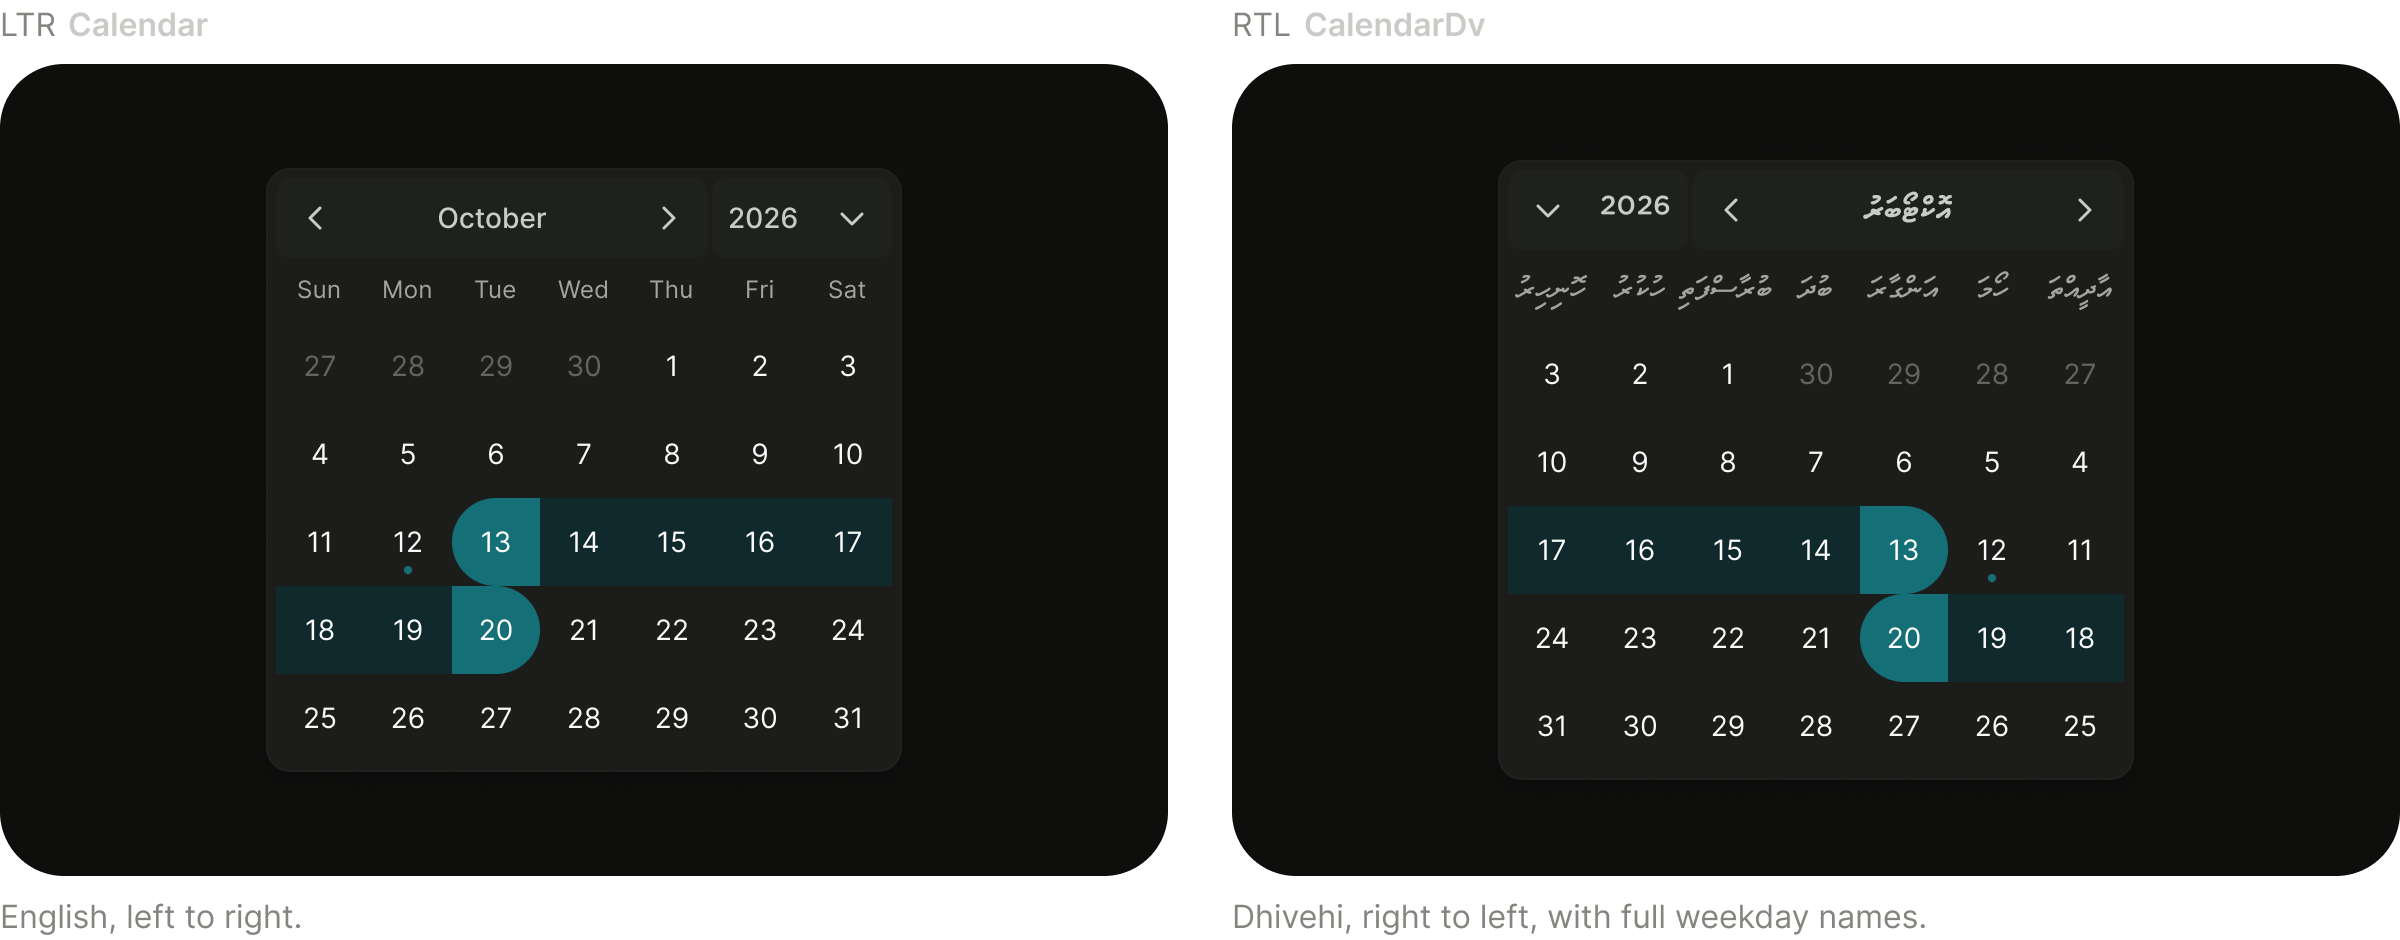 LTR Calendar
October 2026
Sun Mon Tue Wed Thu Fri Sat
27 28 29 30 1 2 3
4 5 6 7 8 9 10
11 12 13 14 15 16 17
18 19 20 21 22 23 24
25 26 27 28 29 30 31
English, left to right.
RTL CalendarDv
އޮކްޓޯބަރު 2026
އާދީއްތަ ހޯމަ އަންގާރަ ބުދަ ބުރާސްފަތި ހުކުރު ހޮނިހިރު
27 28 29 30 1 2 3
4 5 6 7 8 9 10
11 12 13 14 15 16 17
18 19 20 21 22 23 24
25 26 27 28 29 30 31
Dhivehi, right to left, with full weekday names.